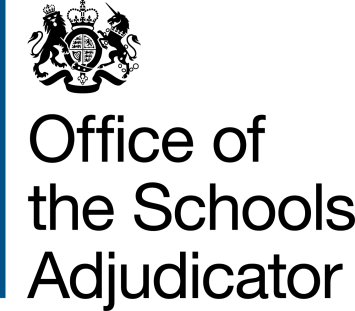 Office of
the Schools
Adjudicator